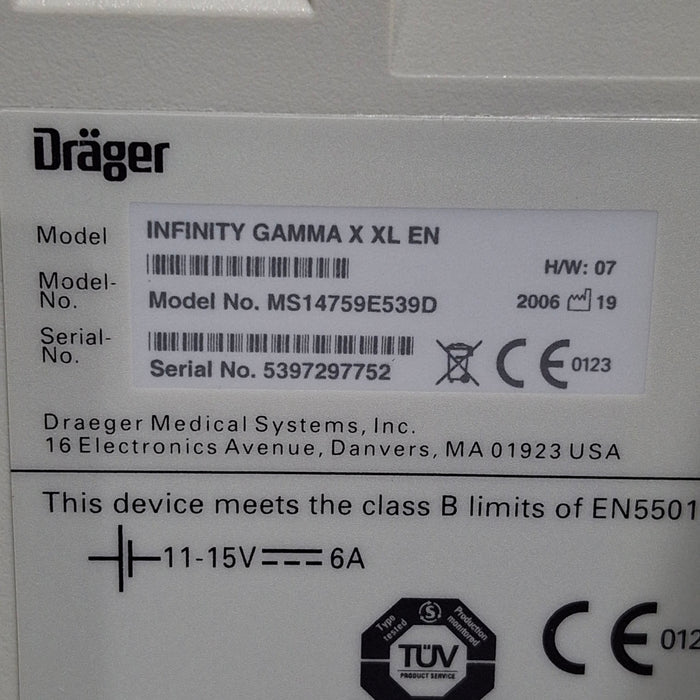 Dräger
Model INFINITY GAMMA X XL EN
H/W: 07
Model-No. Model No. MS14759E539D
2006 19
Serial-No. Serial No. 5397297752
CE 0123
Draeger Medical Systems, Inc.
16 Electronics Avenue, Danvers, MA 01923 USA
This device meets the class B limits of EN5501
11-15V 6A
Type tested
S
Production monitored
TÜV
PRODUCT SERVICE
CE 012